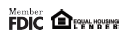 Member
FDIC
EQUAL HOUSING
LENDER